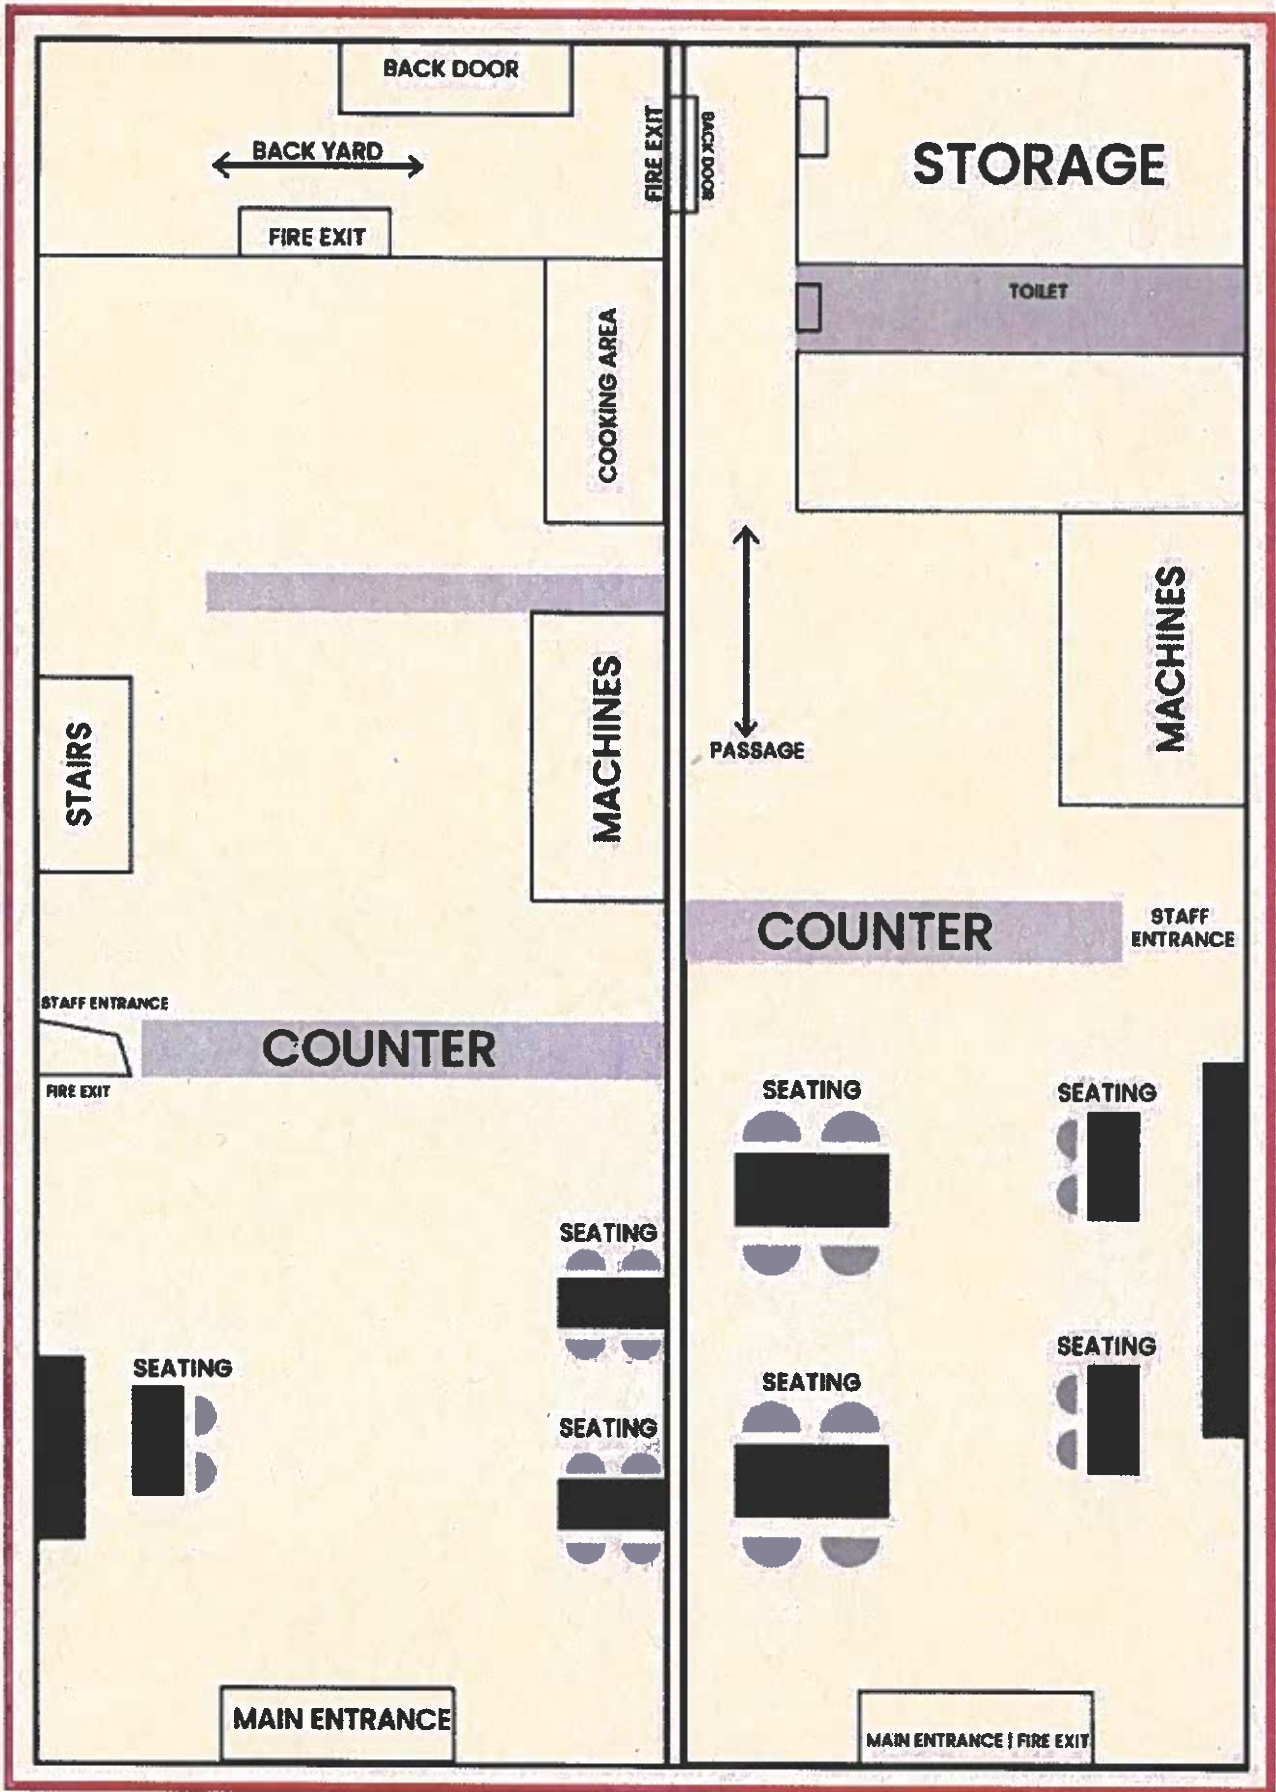 BACK DOOR
BACK YARD
FIRE EXIT
COOKING AREA
MACHINES
STAIRS
STAFF ENTRANCE
COUNTER
FIRE EXIT
SEATING
SEATING
SEATING
MAIN ENTRANCE
FIRE EXIT
BACK DOOR
STORAGE
TOILET
MACHINES
PASSAGE
COUNTER
STAFF
ENTRANCE
SEATING
SEATING
SEATING
SEATING
MAIN ENTRANCE | FIRE EXIT